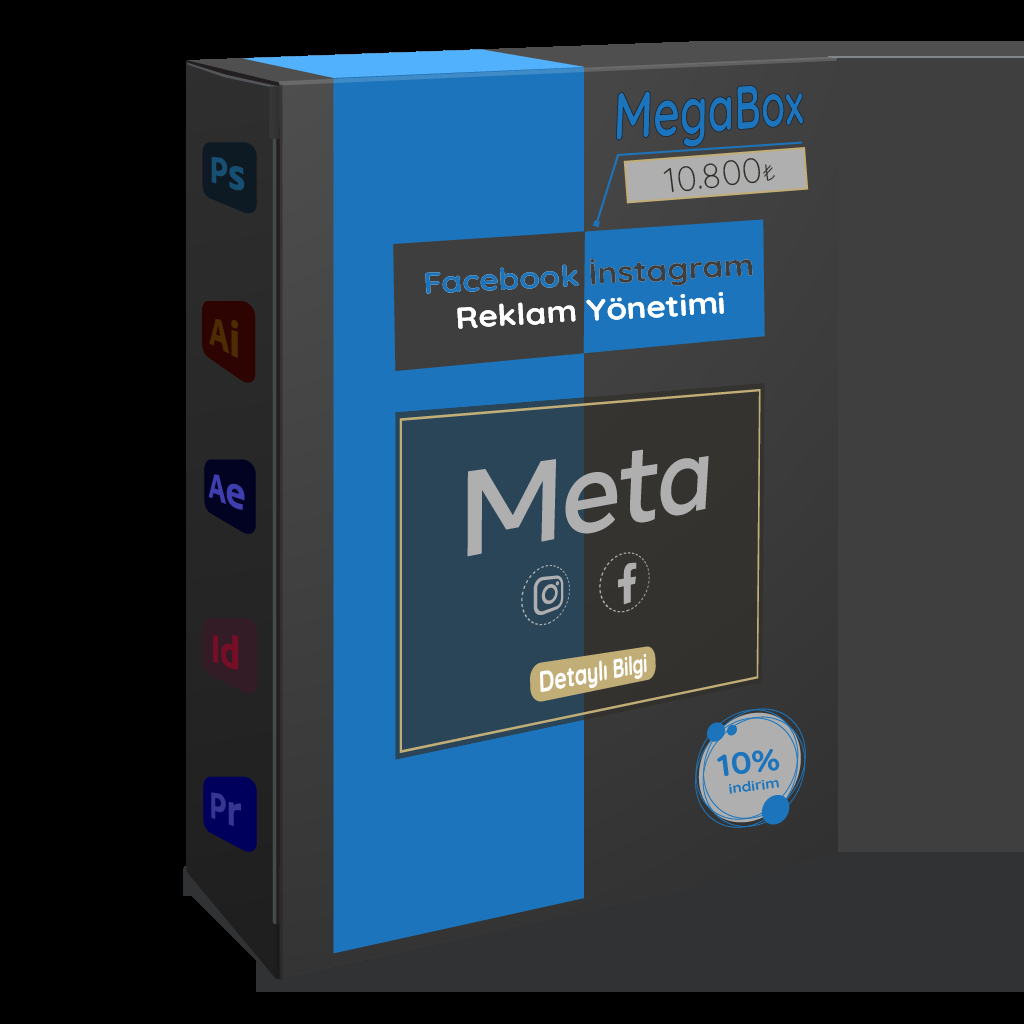 MegaBox
10.800₺
Facebook İnstagram
Reklam Yönetimi
Meta
Detaylı Bilgi
10%
indirim
Ps
Ai
Ae
Id
Pr